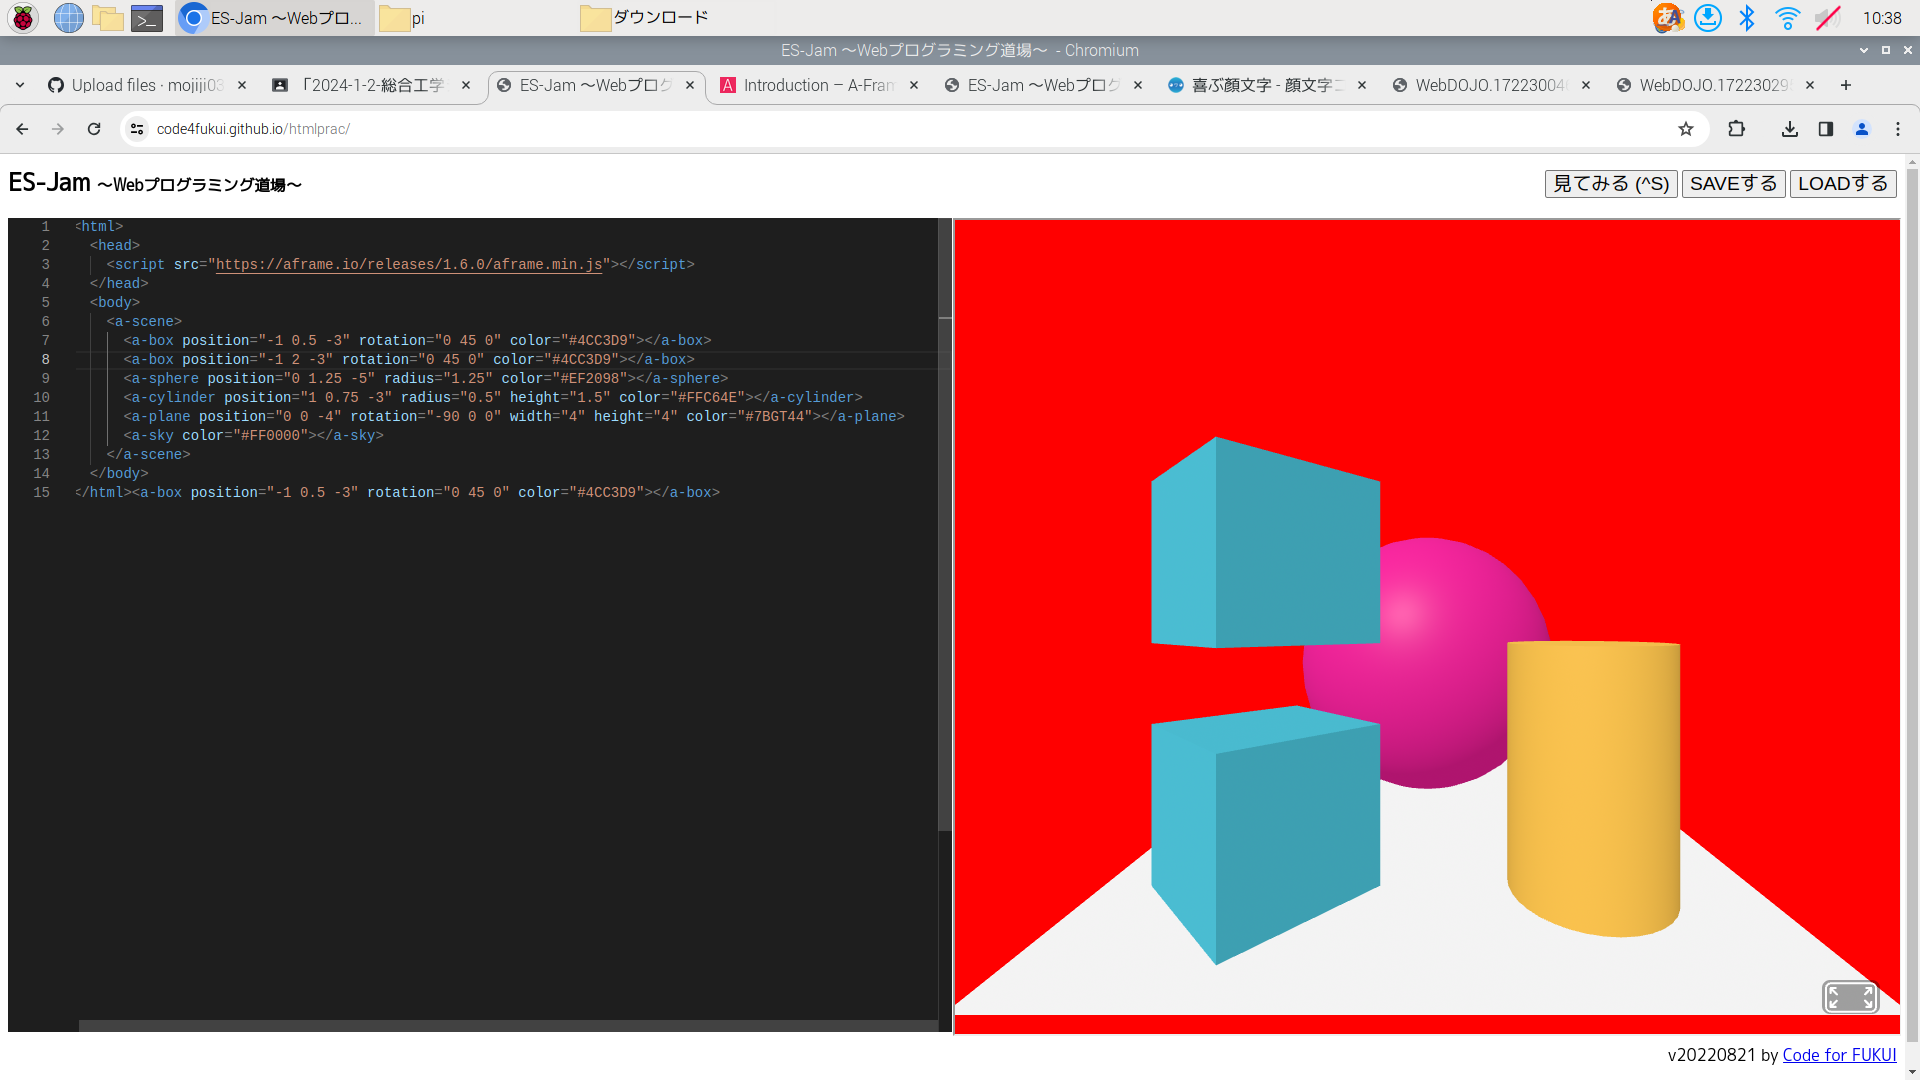 ES-Jam ～Webプロ...
pi
ダウンロード
10:38
ES-Jam ～Webプログラミング道場～ - Chromium
Upload files · mojiji03
「2024-1-2-総合工学
ES-Jam ～Webプログ
Introduction – A-Fram
ES-Jam ～Webプログ
喜ぶ顔文字 - 顔文字コ
WebDOJO.17223004
WebDOJO.17223029
code4fukui.github.io/htmlprac/
ES-Jam ～Webプログラミング道場～
見てみる (^S)
SAVEする
LOADする
1 <html>
2 <head>
3 <script src="https://aframe.io/releases/1.6.0/aframe.min.js"></script>
4 </head>
5 <body>
6 <a-scene>
7 <a-box position="-1 0.5 -3" rotation="0 45 0" color="#4CC3D9"></a-box>
8 <a-box position="-1 2 -3" rotation="0 45 0" color="#4CC3D9"></a-box>
9 <a-sphere position="0 1.25 -5" radius="1.25" color="#EF2098"></a-sphere>
10 <a-cylinder position="1 0.75 -3" radius="0.5" height="1.5" color="#FFC64E"></a-cylinder>
11 <a-plane position="0 0 -4" rotation="-90 0 0" width="4" height="4" color="#7BGT44"></a-plane>
12 <a-sky color="#FF0000"></a-sky>
13 </a-scene>
14 </body>
15 </html><a-box position="-1 0.5 -3" rotation="0 45 0" color="#4CC3D9"></a-box>
v20220821 by Code for FUKUI